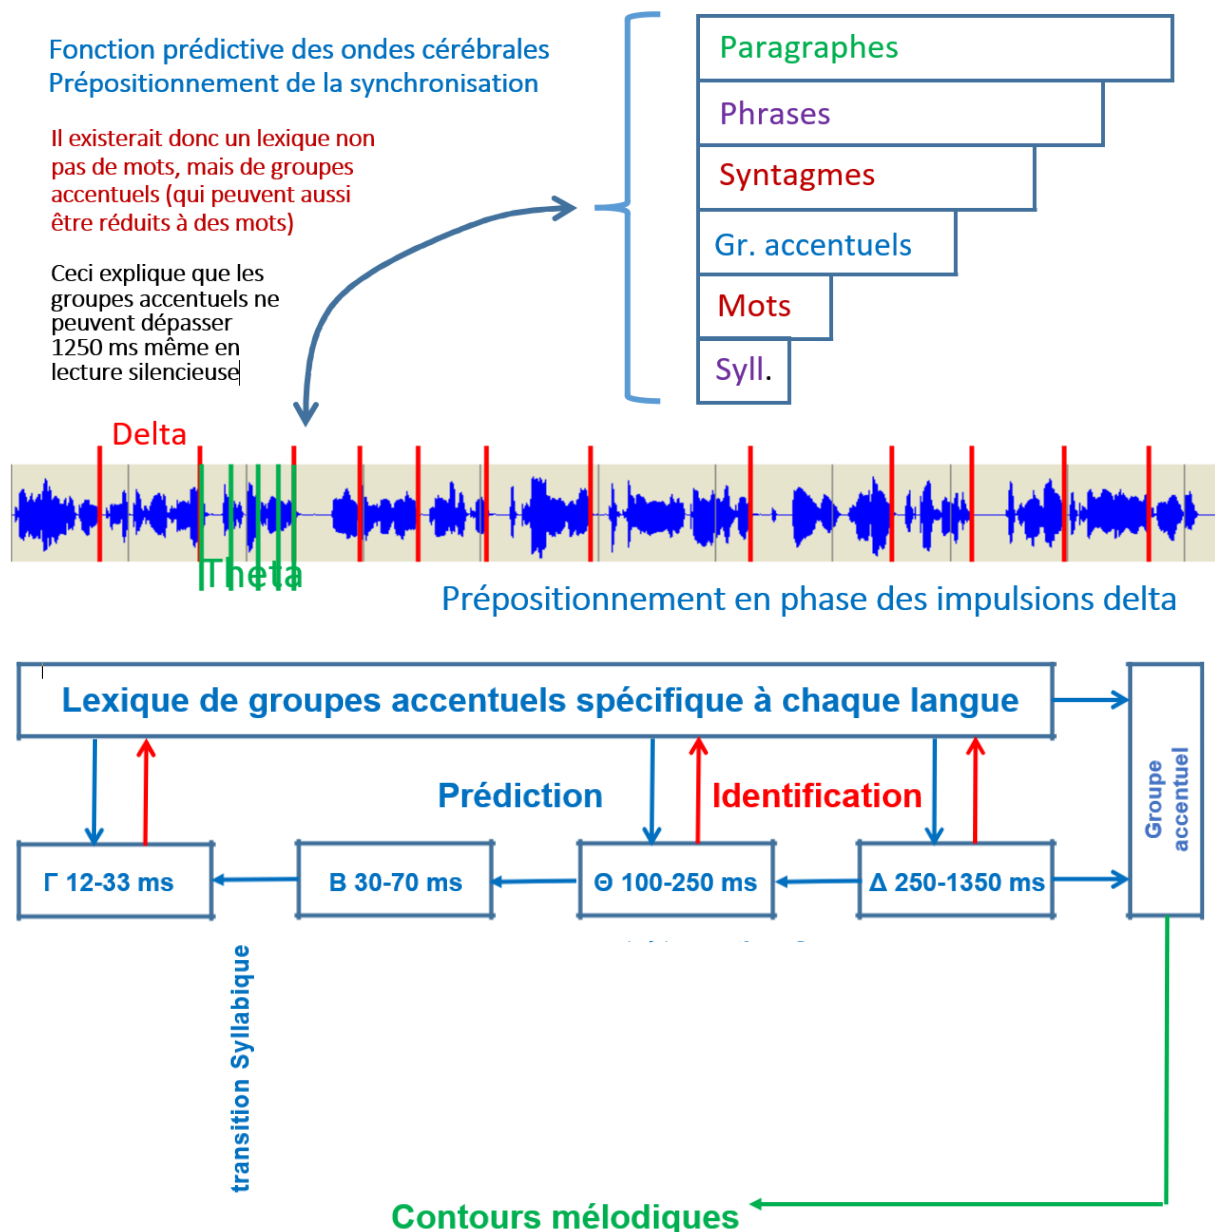 Fonction prédictive des ondes cérébrales
Prépositionnement de la synchronisation
Il existerait donc un lexique non
pas de mots, mais de groupes
accentuels (qui peuvent aussi
être réduits à des mots)
Ceci explique que les
groupes accentuels ne
peuvent dépasser
1250 ms même en
lecture silencieuse
Paragraphes
Phrases
Syntagmes
Gr. accentuels
Mots
Syll.
Delta
Theta
Prépositionnement en phase des impulsions delta
Lexique de groupes accentuels spécifique à chaque langue
Prédiction
Identification
Groupe
accentuel
Γ 12-33 ms
Β 30-70 ms
Θ 100-250 ms
Δ 250-1350 ms
transition Syllabique
Contours mélodiques